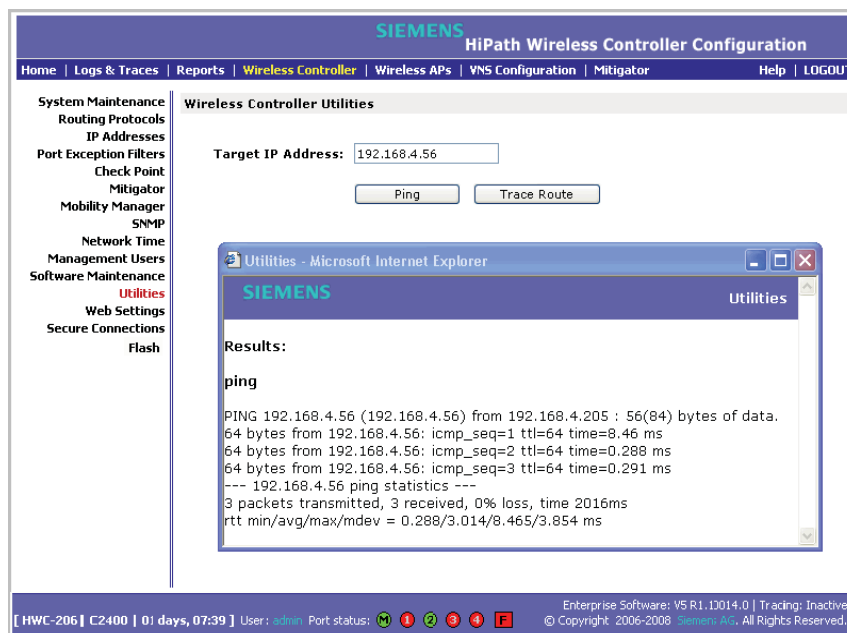 SIEMENS
HiPath Wireless Controller Configuration
Home | Logs & Traces | Reports | Wireless Controller | Wireless APs | VNS Configuration | Mitigator Help | LOGOUT
System Maintenance
Routing Protocols
IP Addresses
Port Exception Filters
Check Point
Mitigator
Mobility Manager
SNMP
Network Time
Management Users
Software Maintenance
Utilities
Web Settings
Secure Connections
Flash
Wireless Controller Utilities
Target IP Address: 192.168.4.56
Ping Trace Route
Utilities - Microsoft Internet Explorer
SIEMENS
Utilities
Results:
ping
PING 192.168.4.56 (192.168.4.56) from 192.168.4.205 : 56(84) bytes of data.
64 bytes from 192.168.4.56: icmp_seq=1 ttl=64 time=8.46 ms
64 bytes from 192.168.4.56: icmp_seq=2 ttl=64 time=0.288 ms
64 bytes from 192.168.4.56: icmp_seq=3 ttl=64 time=0.291 ms
--- 192.168.4.56 ping statistics ---
3 packets transmitted, 3 received, 0% loss, time 2016ms
rtt min/avg/max/mdev = 0.288/3.014/8.465/3.854 ms
Enterprise Software: V5 R1.10014.0 | Tracing: Inactive
[ HWC-206 | C2400 | 01 days, 07:39 ] User: admin Port status: M 1 2 3 4 F © Copyright 2006-2008 Siemens AG. All Rights Reserved.